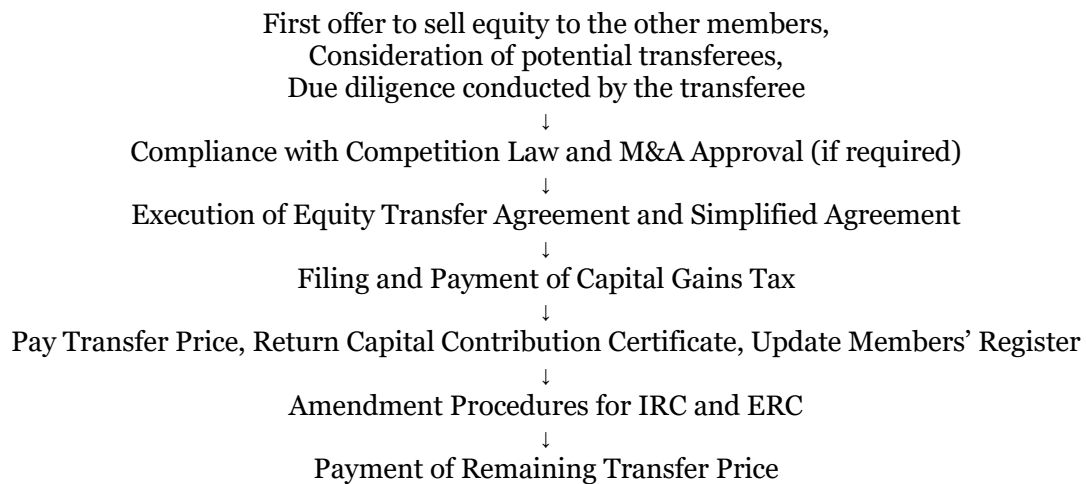 First offer to sell equity to the other members,
Consideration of potential transferees,
Due diligence conducted by the transferee
↓
Compliance with Competition Law and M&A Approval (if required)
↓
Execution of Equity Transfer Agreement and Simplified Agreement
↓
Filing and Payment of Capital Gains Tax
↓
Pay Transfer Price, Return Capital Contribution Certificate, Update Members’ Register
↓
Amendment Procedures for IRC and ERC
↓
Payment of Remaining Transfer Price